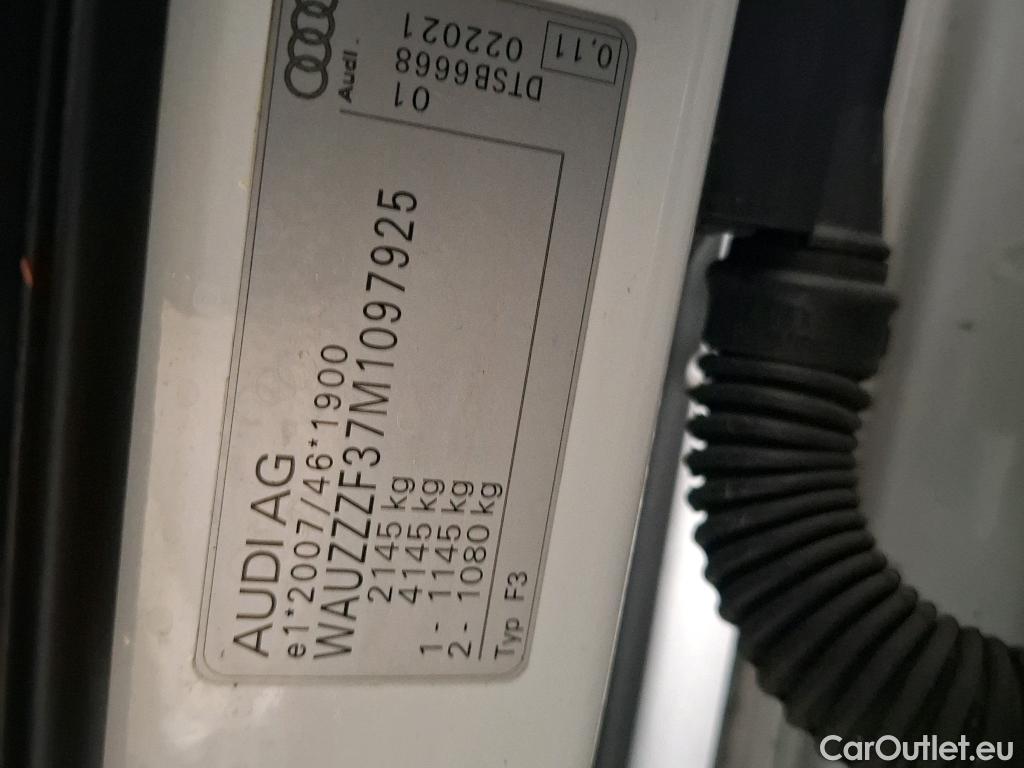 AUDI AG
e1*2007/46*1900
WAUZZZF37M1097925
2145 kg
4145 kg
1 - 1145 kg
2 - 1080 kg
Typ F3
Audi
01
DTSB6668
022021
0,11
CarOutlet.eu